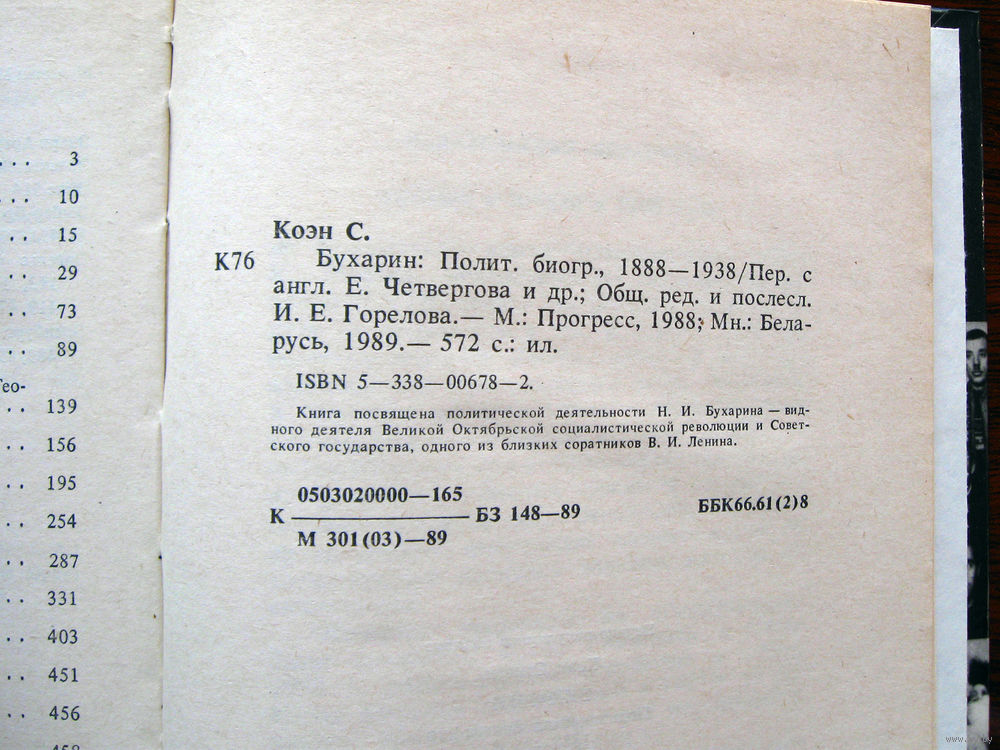 ... 3
... 10
.. 15
.. 29
.. 73
.. 89
Гео-
.. 139
.. 156
.. 195
.. 254
.. 287
.. 331
.. 403
.. 451
.. 456
458
Коэн С.
К76 Бухарин: Полит. биогр., 1888—1938/Пер. с
англ. Е. Четвергова и др.; Общ. ред. и послесл.
И. Е. Горелова.— М.: Прогресс, 1988; Мн.: Бела-
русь, 1989.— 572 с.: ил.
ISBN 5—338—00678—2.
Книга посвящена политической деятельности Н. И. Бухарина — вид-
ного деятеля Великой Октябрьской социалистической революции и Совет-
ского государства, одного из близких соратников В. И. Ленина.
0503020000—165
К БЗ 148—89 ББК66.61(2)8
М 301(03)—89